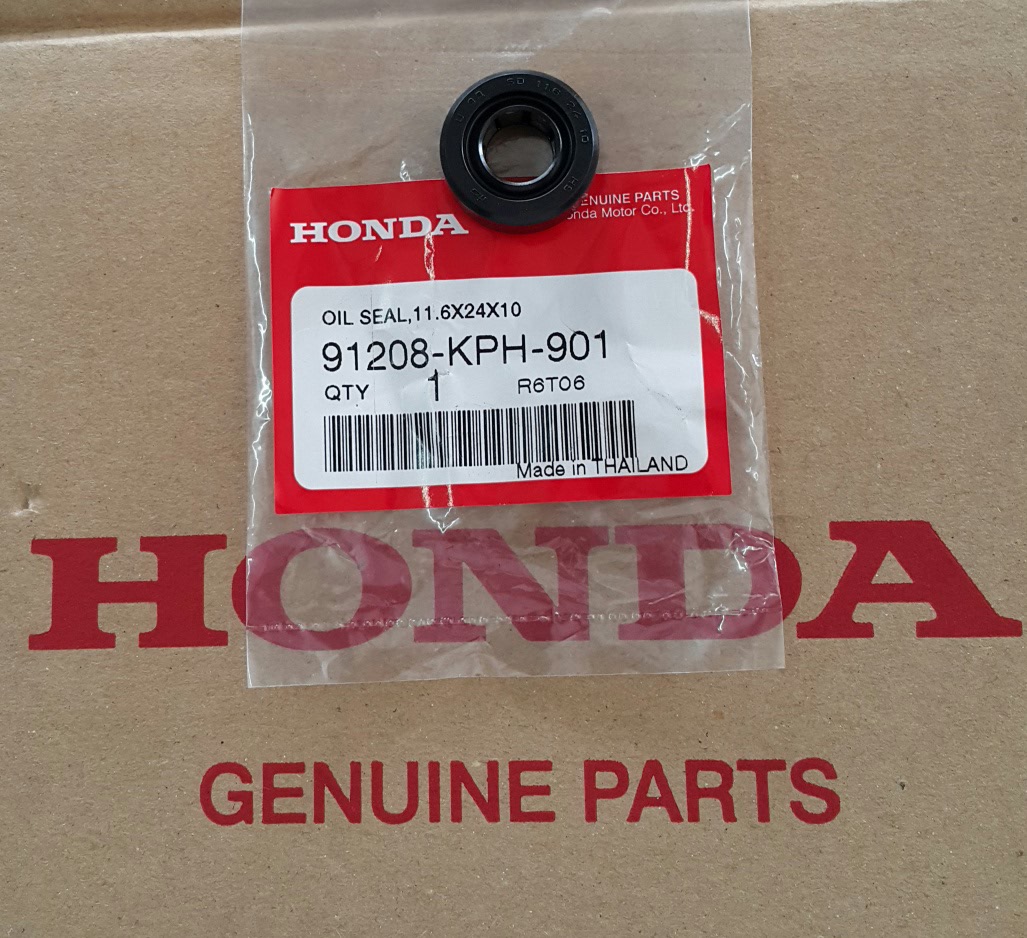 HONDA
GENUINE PARTS
Honda Motor Co., Ltd.
OIL SEAL,11.6X24X10
91208-KPH-901
QTY 1 R6T06
Made in THAILAND
HONDA
GENUINE PARTS